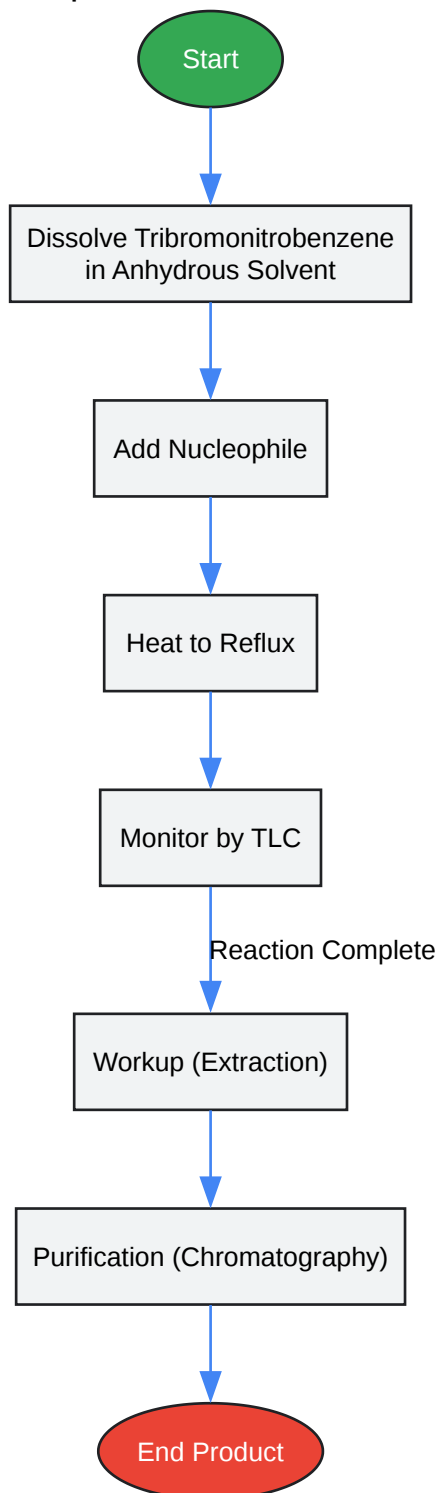 Start
Dissolve Tribromonitrobenzene
in Anhydrous Solvent
Add Nucleophile
Heat to Reflux
Monitor by TLC
Reaction Complete
Workup (Extraction)
Purification (Chromatography)
End Product